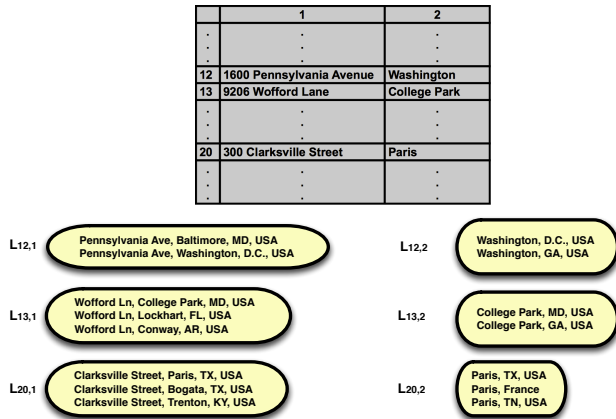 1 2
. . .
. . .
. . .
12 1600 Pennsylvania Avenue Washington
13 9206 Wofford Lane College Park
. . .
. . .
. . .
20 300 Clarksville Street Paris
. . .
. . .
. . .
L12,1
Pennsylvania Ave, Baltimore, MD, USA
Pennsylvania Ave, Washington, D.C., USA
L12,2
Washington, D.C., USA
Washington, GA, USA
L13,1
Wofford Ln, College Park, MD, USA
Wofford Ln, Lockhart, FL, USA
Wofford Ln, Conway, AR, USA
L13,2
College Park, MD, USA
College Park, GA, USA
L20,1
Clarksville Street, Paris, TX, USA
Clarksville Street, Bogata, TX, USA
Clarksville Street, Trenton, KY, USA
L20,2
Paris, TX, USA
Paris, France
Paris, TN, USA